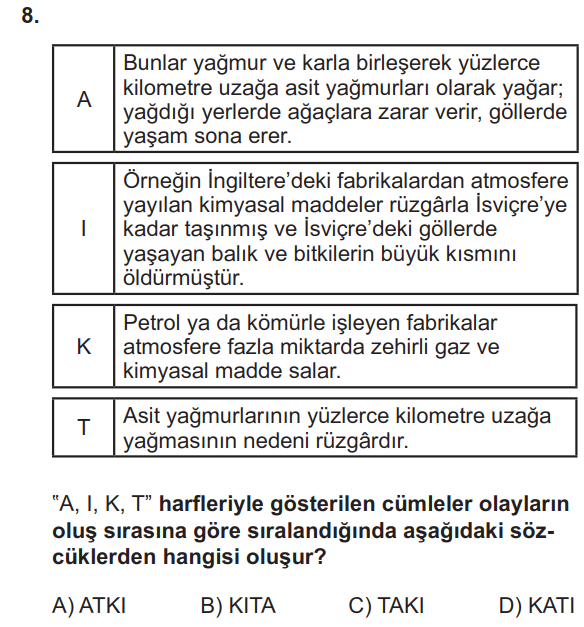 8.
A
Bunlar yağmur ve karla birleşerek yüzlerce
kilometre uzağa asit yağmurları olarak yağar;
yağdığı yerlerde ağaçlara zarar verir, göllerde
yaşam sona erer.
I
Örneğin İngiltere’deki fabrikalardan atmosfere
yayılan kimyasal maddeler rüzgârla İsviçre’ye
kadar taşınmış ve İsviçre’deki göllerde
yaşayan balık ve bitkilerin büyük kısmını
öldürmüştür.
K
Petrol ya da kömürle işleyen fabrikalar
atmosfere fazla miktarda zehirli gaz ve
kimyasal madde salar.
T
Asit yağmurlarının yüzlerce kilometre uzağa
yağmasının nedeni rüzgârdır.
"A, I, K, T” harfleriyle gösterilen cümleler olayların
oluş sırasına göre sıralandığında aşağıdaki söz-
cüklerden hangisi oluşur?
A) ATKI B) KITA C) TAKI D) KATI